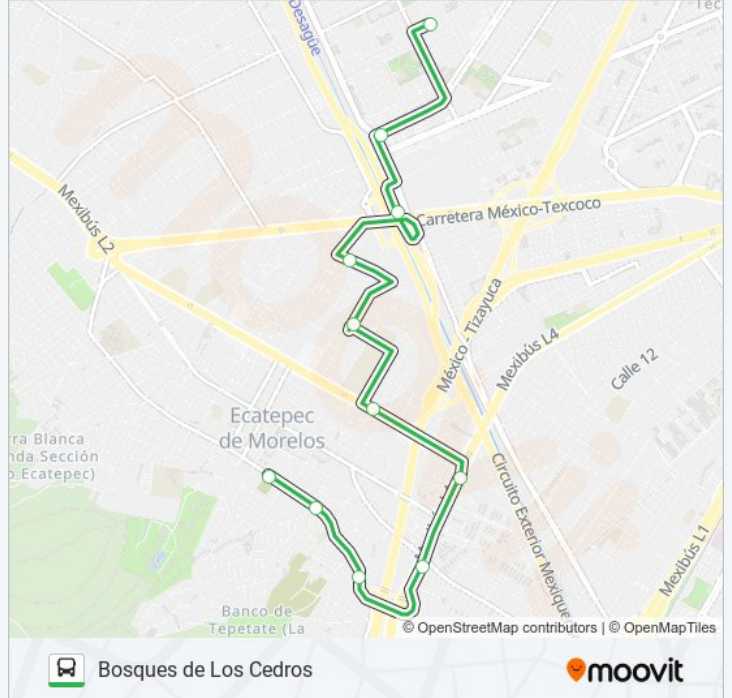 Tec
Desagüe
Mexibús L2
Carretera México-Texcoco
México - Tizayuca
Mexibús L4
Calle 12
Ecatepec
de Morelos
rra Blanca
nda Sección
o Ecatepec)
Circuito Exterior Mexique
Mexibús L1
Banco de
Tepetate (La
© OpenStreetMap contributors | © OpenMapTiles
Bosques de Los Cedros
moovit